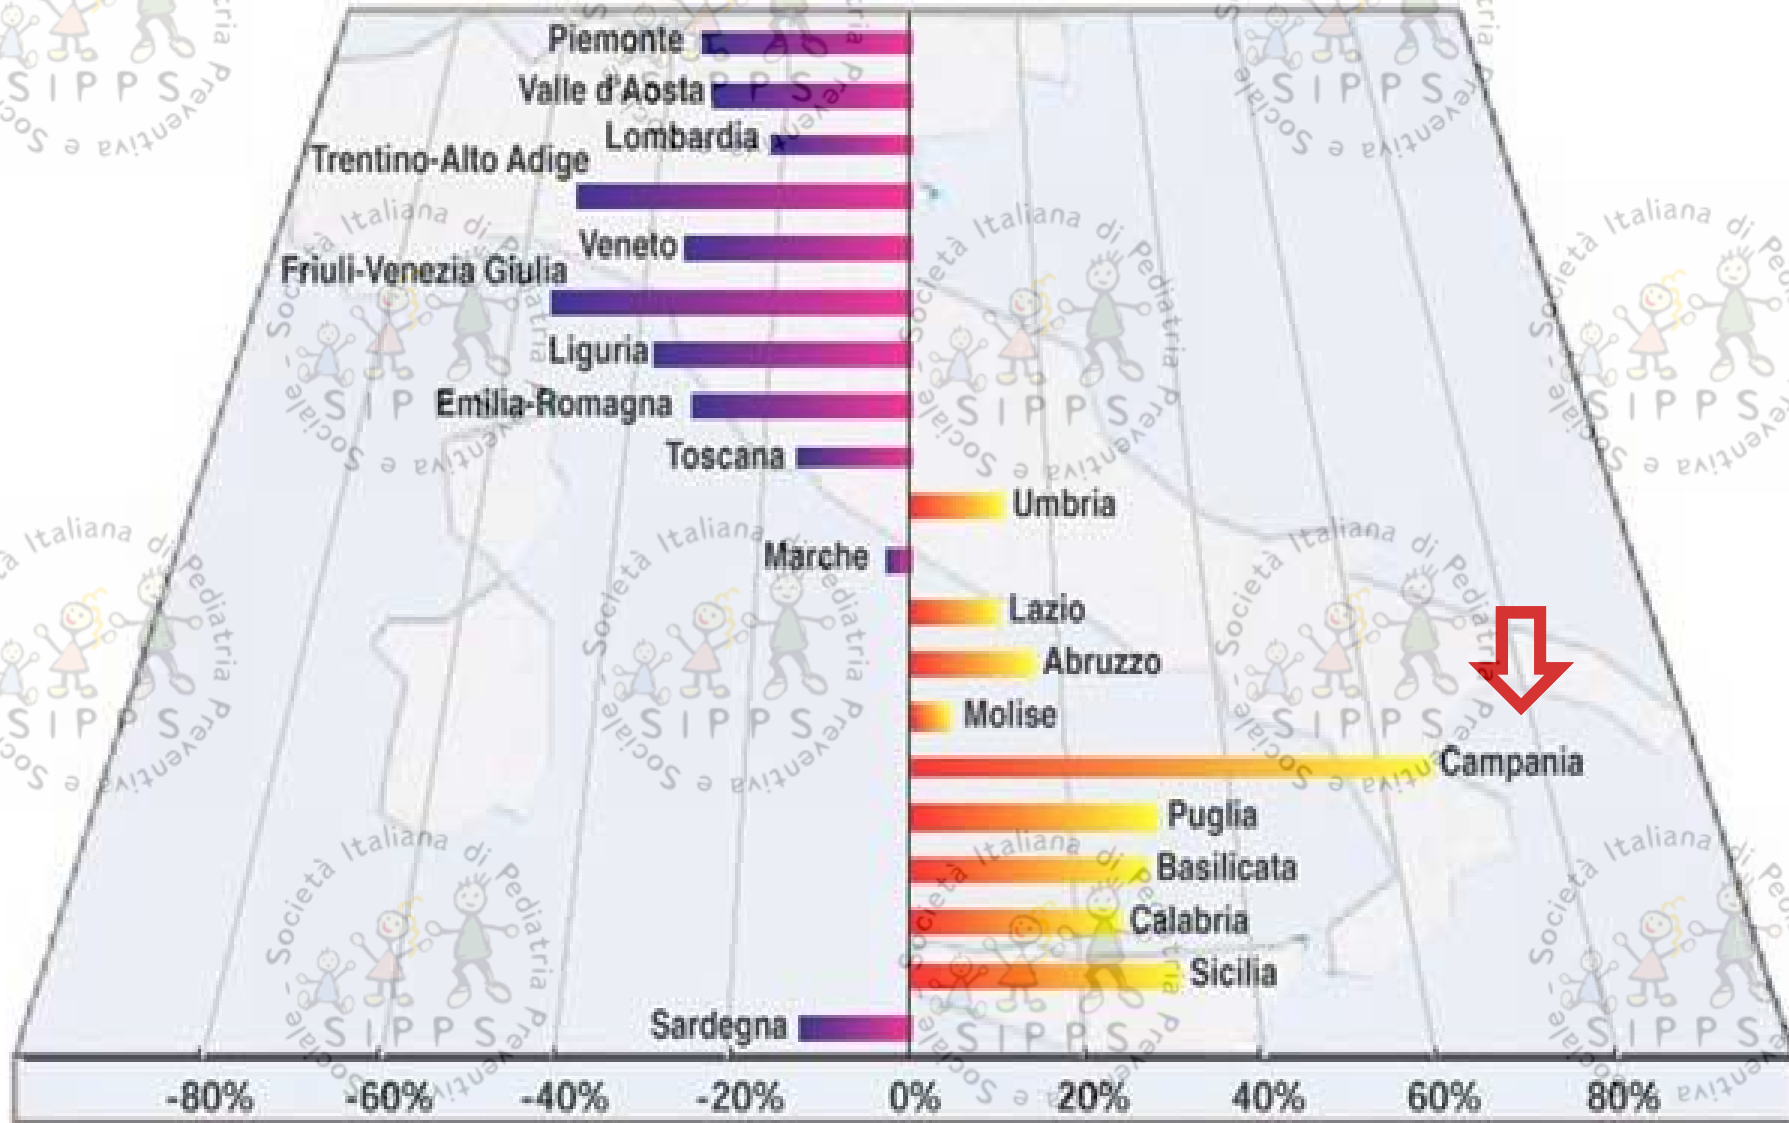 Piemonte
Valle d'Aosta
Lombardia
Trentino-Alto Adige
Veneto
Friuli-Venezia Giulia
Liguria
Emilia-Romagna
Toscana
Umbria
Marche
Lazio
Abruzzo
Molise
Campania
Puglia
Basilicata
Calabria
Sicilia
Sardegna
-80% -60% -40% -20% 0% 20% 40% 60% 80%
Società Italiana di Pediatria Preventiva e Sociale
SIPPS